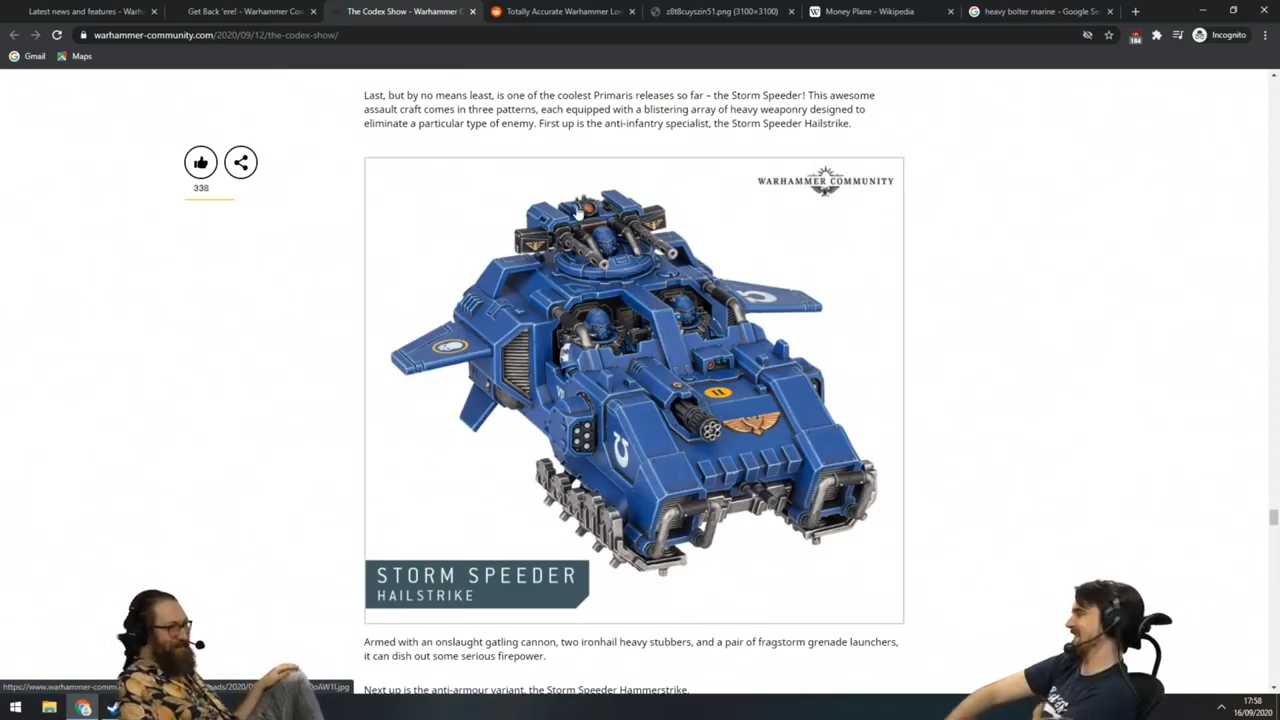 Latest news and features - Warh
Get Back 'ere! - Warhammer Co
The Codex Show - Warhammer C
Totally Accurate Warhammer Lo
z8t8cuyszin51.png (3100×3100)
Money Plane - Wikipedia
heavy bolter marine - Google Se
warhammer-community.com/2020/09/12/the-codex-show/
184
Incognito
Gmail
Maps
Last, but by no means least, is one of the coolest Primaris releases so far – the Storm Speeder! This awesome
assault craft comes in three patterns, each equipped with a blistering array of heavy weaponry designed to
eliminate a particular type of enemy. First up is the anti-infantry specialist, the Storm Speeder Hailstrike.
338
WARHAMMER COMMUNITY
II
STORM SPEEDER
HAILSTRIKE
Armed with an onslaught gatling cannon, two ironhail heavy stubbers, and a pair of fragstorm grenade launchers,
it can dish out some serious firepower.
Next up is the anti-armour variant, the Storm Speeder Hammerstrike.
https://www.warhammer-comm
17:58
16/09/2020